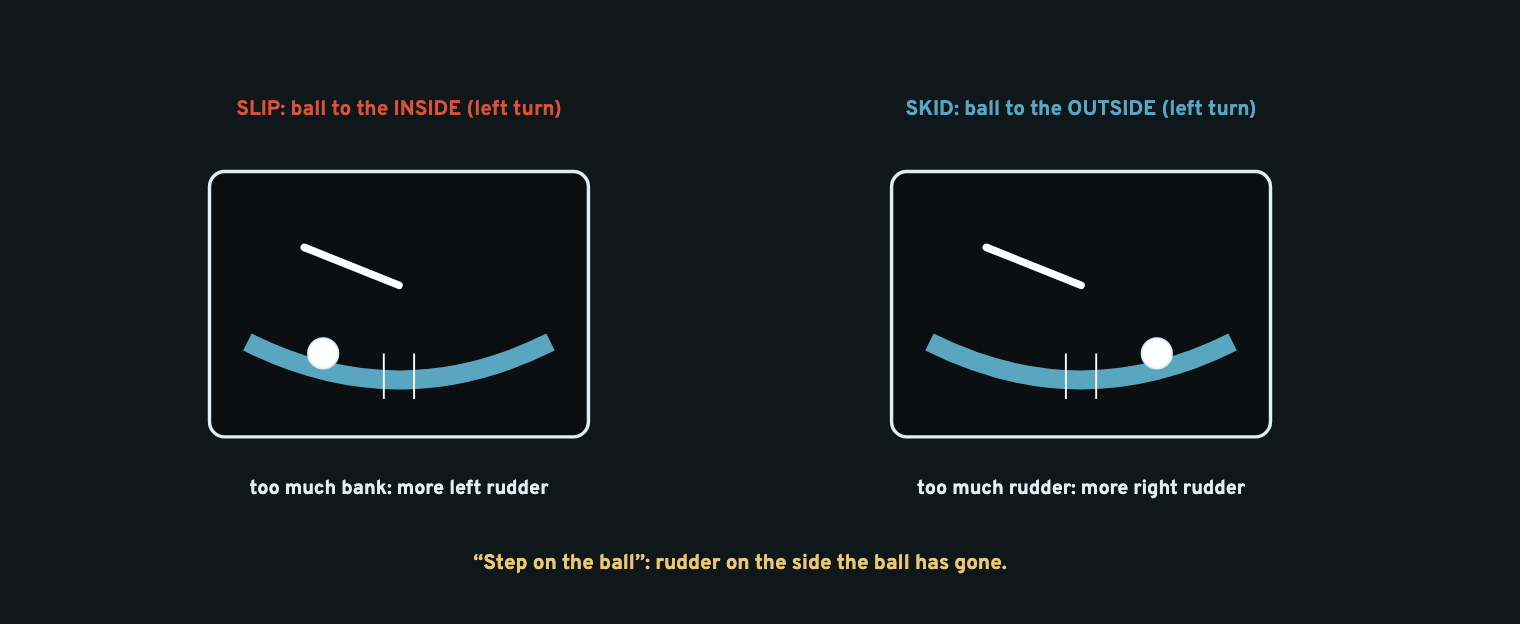 SLIP: ball to the INSIDE (left turn)
SKID: ball to the OUTSIDE (left turn)
too much bank: more left rudder
too much rudder: more right rudder
“Step on the ball”: rudder on the side the ball has gone.